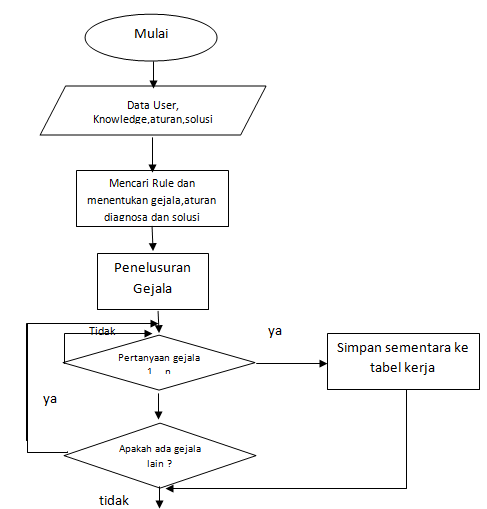 Mulai
Data User,
Knowledge,aturan,solusi
Mencari Rule dan
menentukan gejala,aturan
diagnosa dan solusi
Penelusuran
Gejala
Tidak
ya
Pertanyaan gejala
1 n
Simpan sementara ke
tabel kerja
ya
Apakah ada gejala
lain ?
tidak